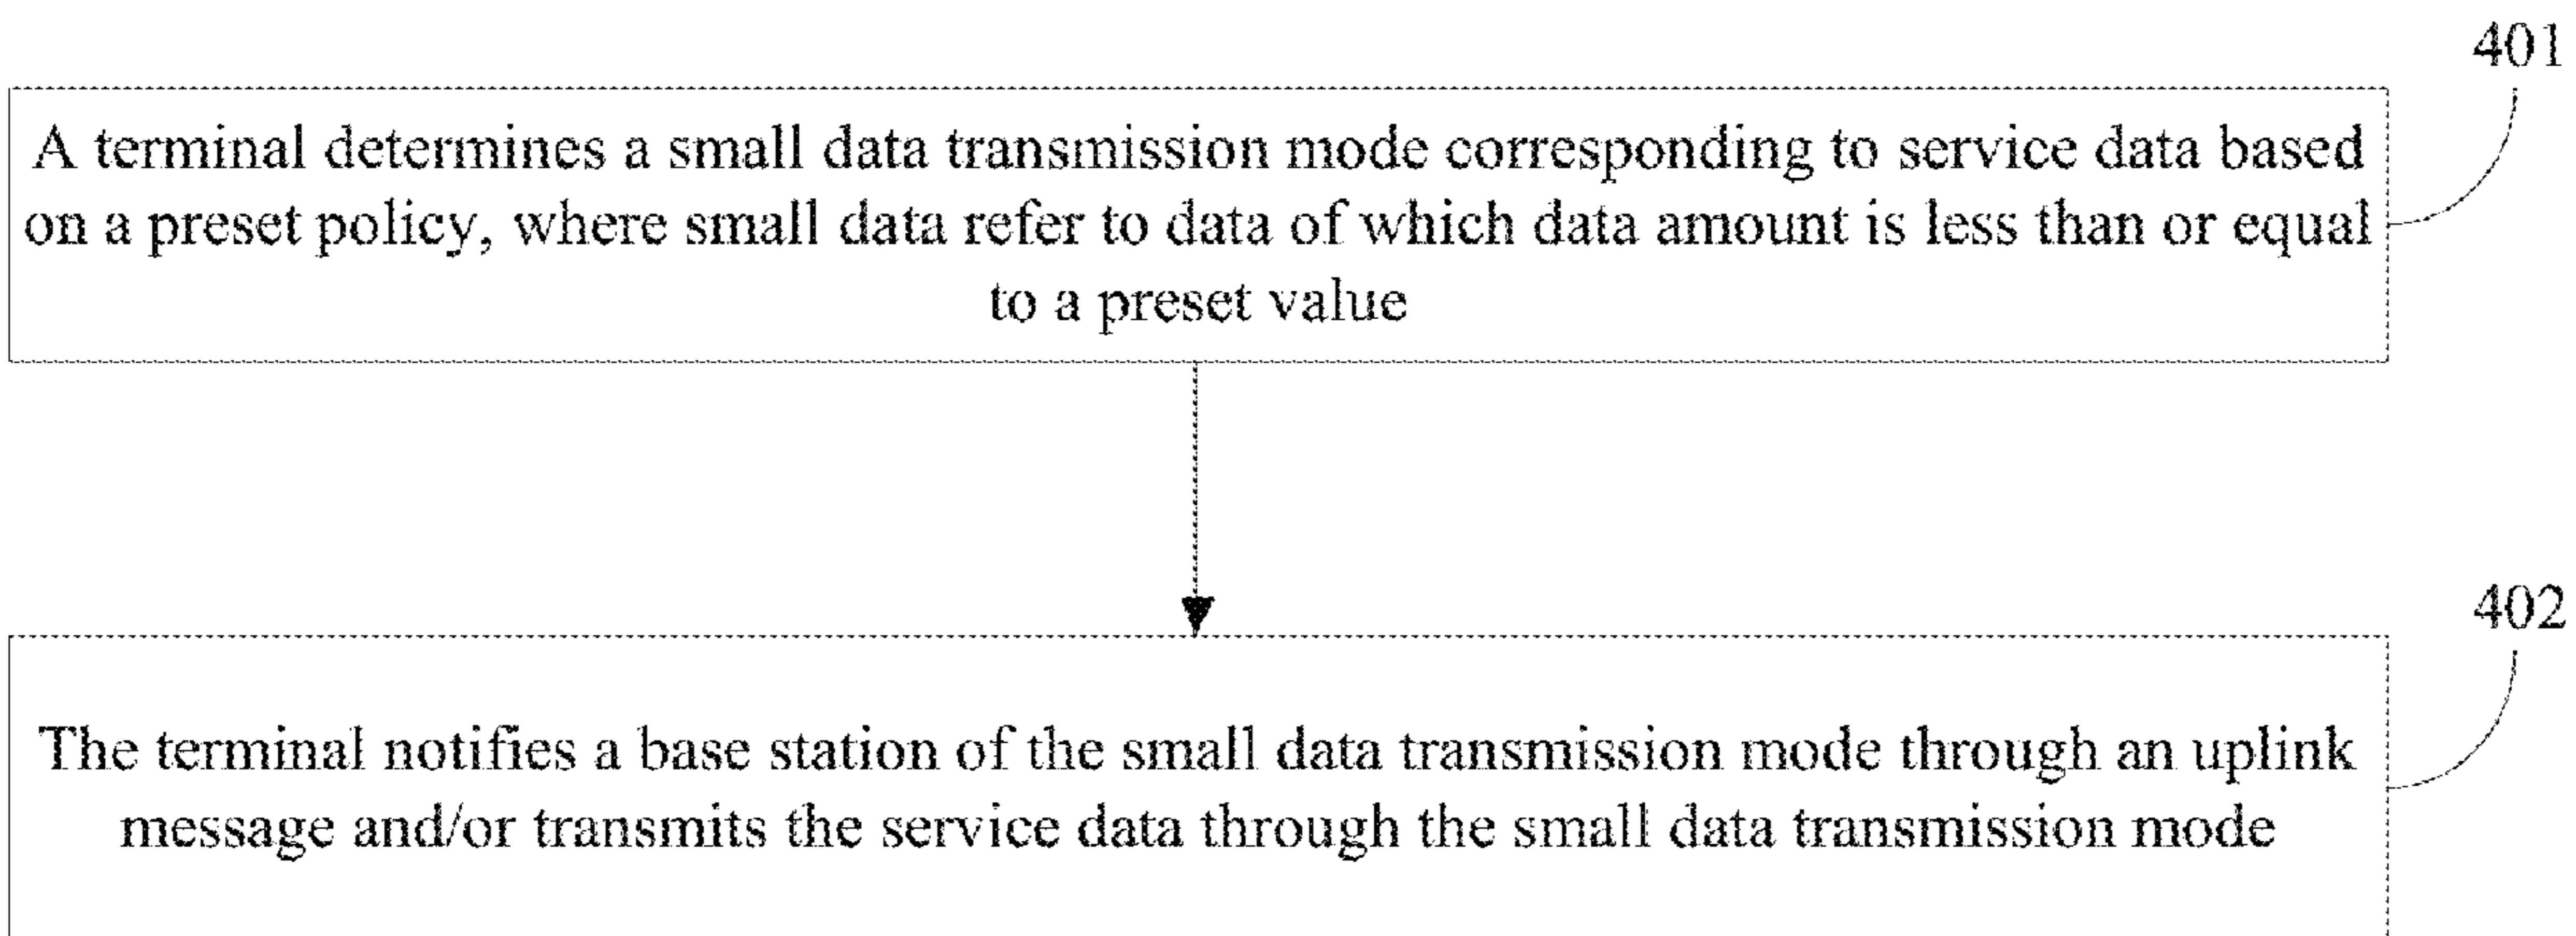 401
A terminal determines a small data transmission mode corresponding to service data based
on a preset policy, where small data refer to data of which data amount is less than or equal
to a preset value
402
The terminal notifies a base station of the small data transmission mode through an uplink
message and/or transmits the service data through the small data transmission mode